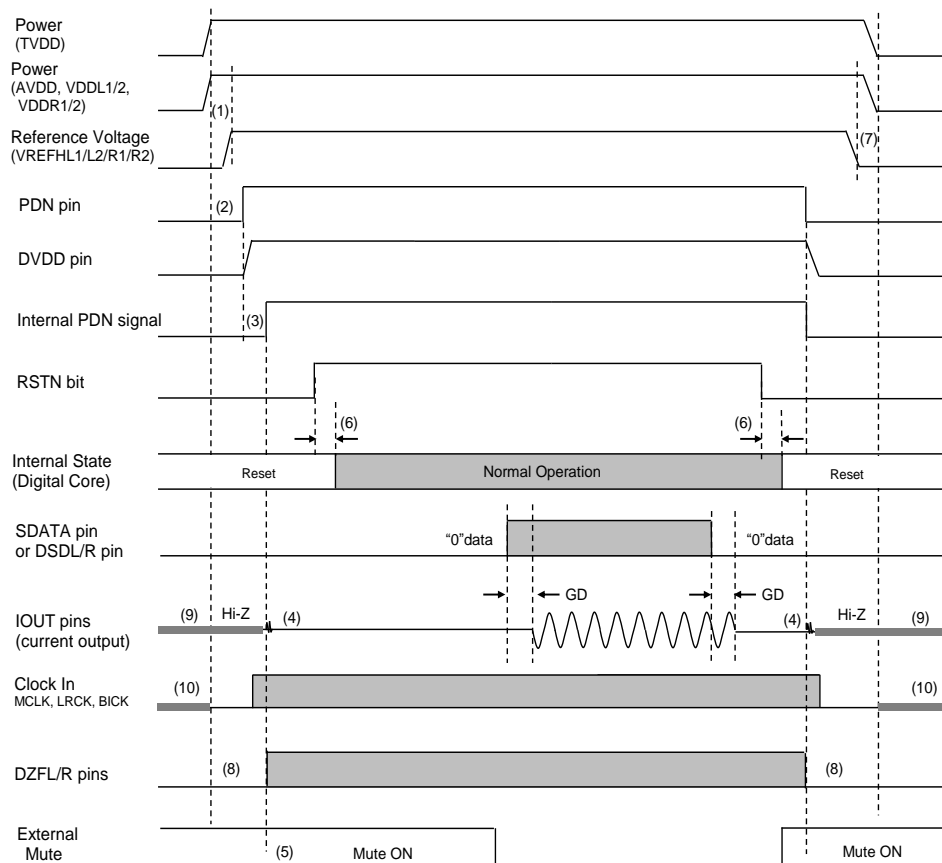 Power
(TVDD)
Power
(AVDD, VDDL1/2,
VDDR1/2)
(1)
Reference Voltage
(VREFHL1/L2/R1/R2)
(7)
PDN pin
(2)
DVDD pin
Internal PDN signal
(3)
RSTN bit
(6)
(6)
Internal State
(Digital Core)
Reset
Normal Operation
Reset
SDATA pin
or DSDL/R pin
“0”data
“0”data
GD
GD
IOUT pins
(current output)
(9)
Hi-Z
(4)
(4)
Hi-Z
(9)
Clock In
MCLK, LRCK, BICK
(10)
(10)
DZFL/R pins
(8)
(8)
External
Mute
(5)
Mute ON
Mute ON